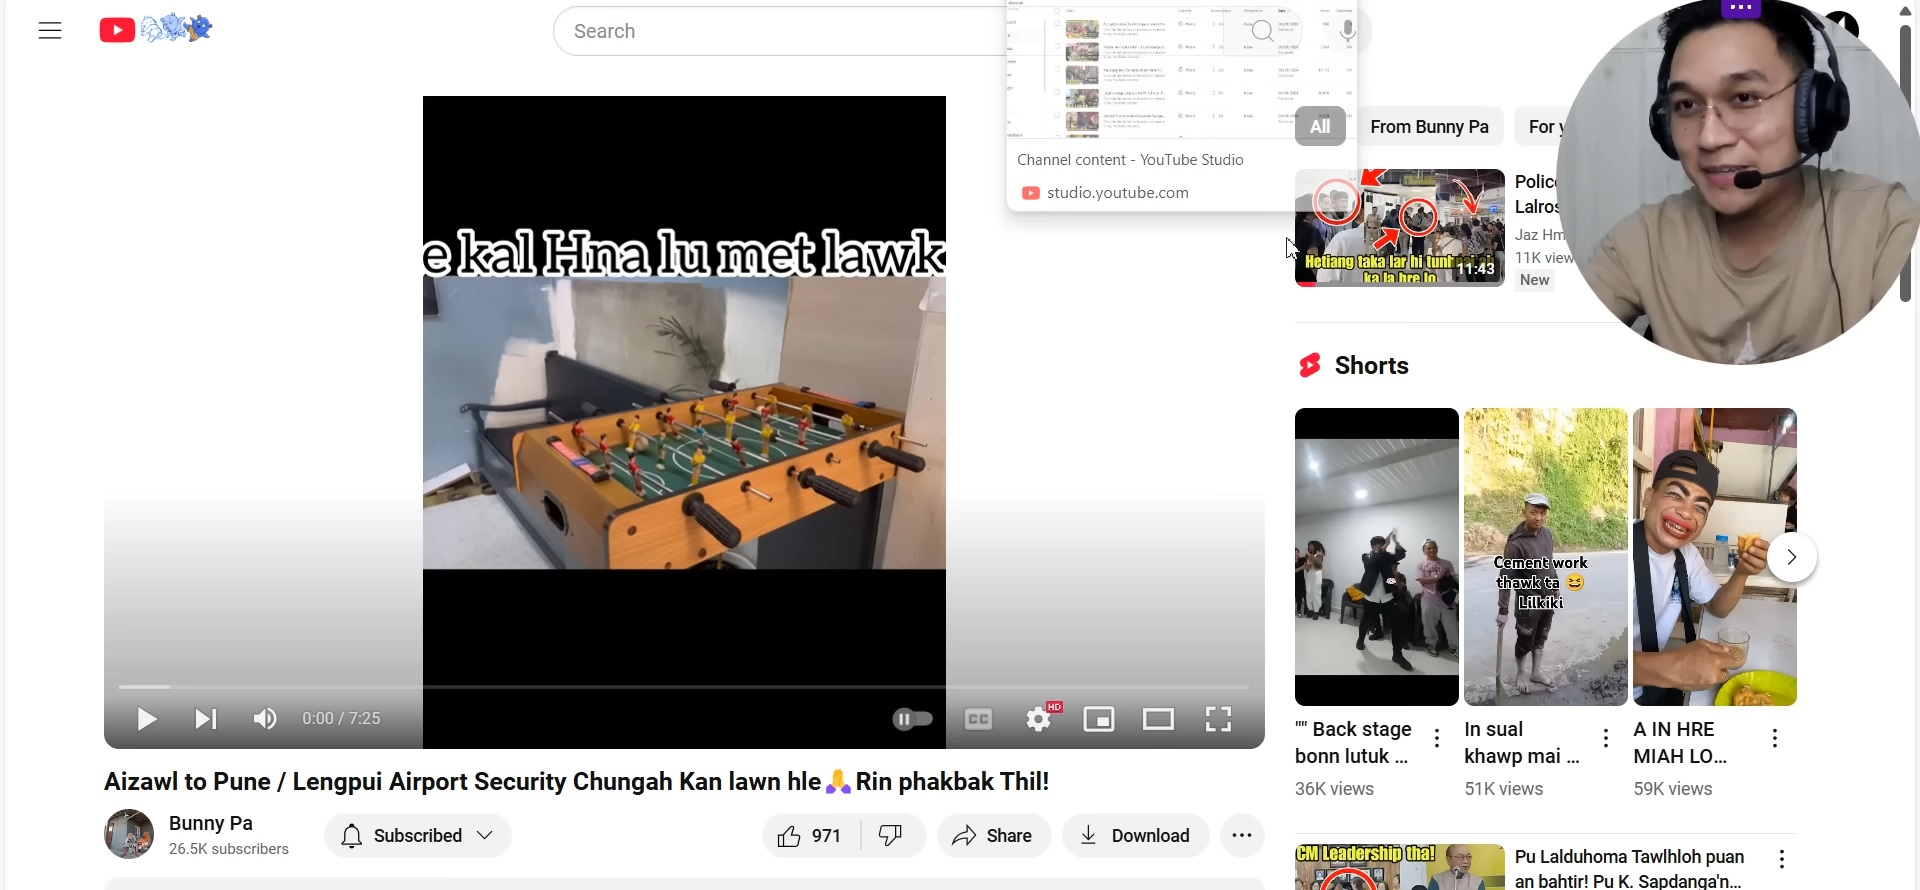 Search
Channel content - YouTube Studio
studio.youtube.com
All
From Bunny Pa
For
e kal Hna lu met lawk
Hetiang taka lar hi tunh
ka la hre lo
11:43
Lalros
Jaz Hm
11K view
New
Shorts
Cement work
thawk ta 😆
Lilkiki
"" Back stage
bonn lutuk ...
36K views
In sual
khawp mai ...
51K views
A IN HRE
MIAH LO...
59K views
0:00 / 7:25
CC
HD
Aizawl to Pune / Lengpui Airport Security Chungah Kan lawn hle🙏Rin phakbak Thil!
Bunny Pa
26.5K subscribers
Subscribed
971
Share
Download
CM Leadership tha!
Pu Lalduhoma Tawlhloh puan
an bahtir! Pu K. Sapdanga'n...